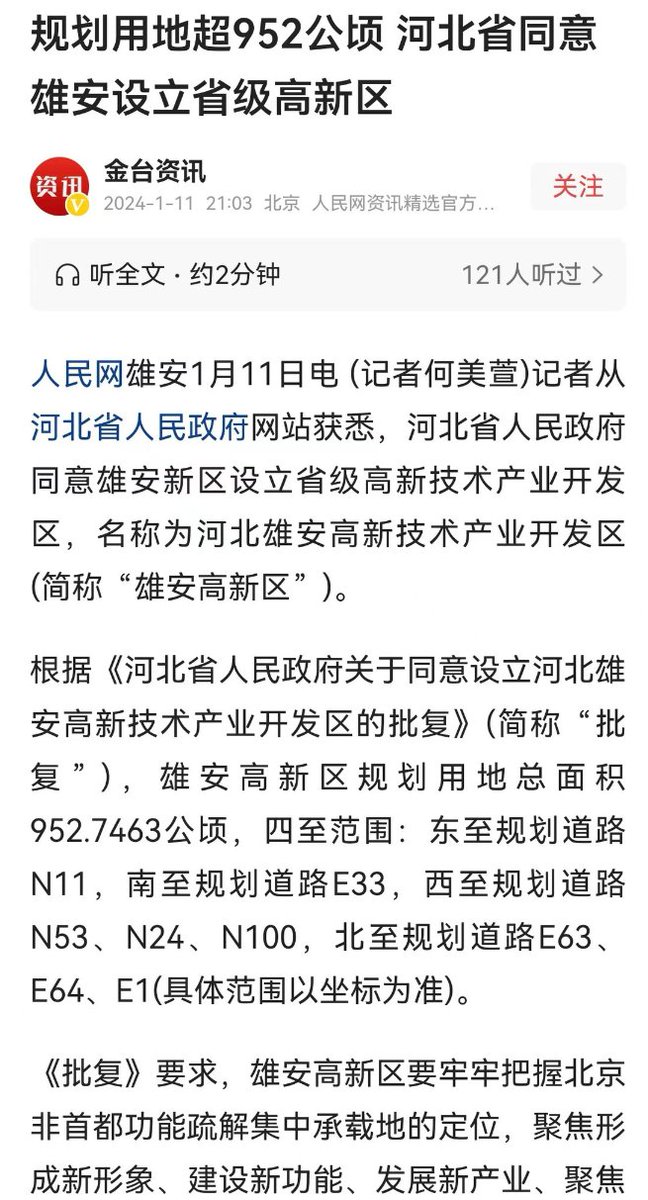 规划用地超952公顷 河北省同意
雄安设立省级高新区
资讯
金台资讯
2024-1-11 21:03 北京 人民网资讯精选官方...
关注
听全文·约2分钟
121人听过 >
人民网雄安1月11日电 (记者何美萱)记者从
河北省人民政府网站获悉，河北省人民政府
同意雄安新区设立省级高新技术产业开发
区，名称为河北雄安高新技术产业开发区
(简称“雄安高新区”)。
根据《河北省人民政府关于同意设立河北雄
安高新技术产业开发区的批复》(简称“批
复”)，雄安高新区规划用地总面积
952.7463公顷，四至范围：东至规划道路
N11，南至规划道路E33，西至规划道路
N53、N24、N100，北至规划道路E63、
E64、E1(具体范围以坐标为准)。
《批复》要求，雄安高新区要牢牢把握北京
非首都功能疏解集中承载地的定位，聚焦形
成新形象、建设新功能、发展新产业、聚焦